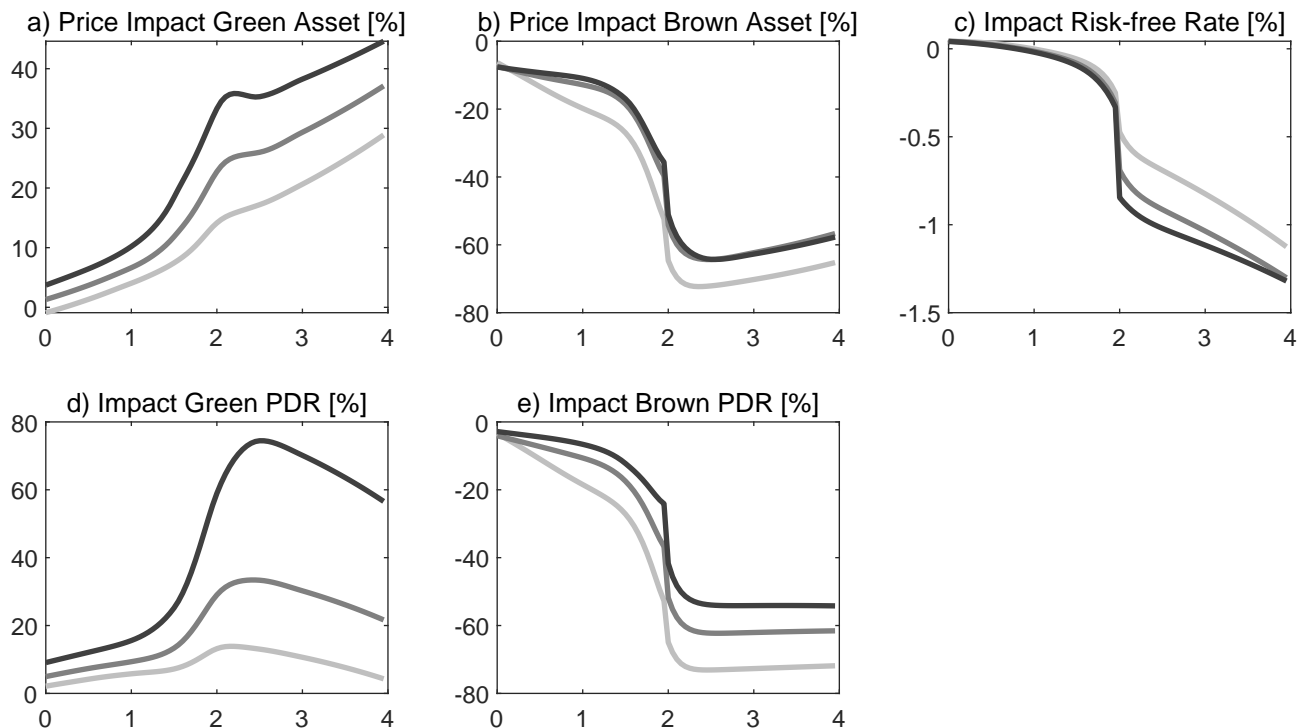 a) Price Impact Green Asset [%]
40
30
20
10
0
0 1 2 3 4
b) Price Impact Brown Asset [%]
0
-20
-40
-60
-80
0 1 2 3 4
c) Impact Risk-free Rate [%]
0
-0.5
-1
-1.5
0 1 2 3 4
d) Impact Green PDR [%]
80
60
40
20
0
0 1 2 3 4
e) Impact Brown PDR [%]
0
-20
-40
-60
-80
0 1 2 3 4